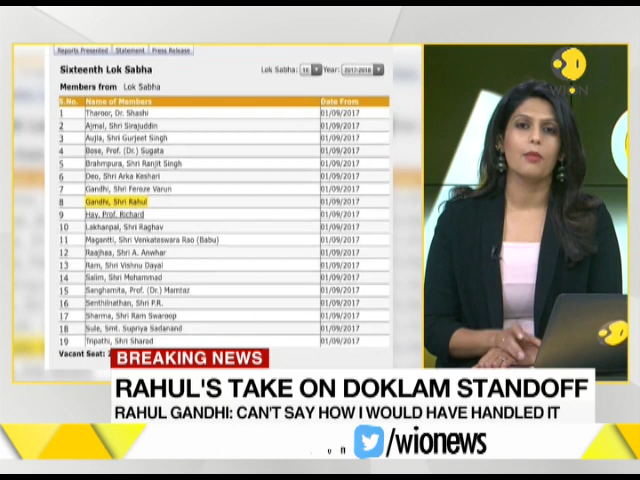 Reports Presented Statement Press Release
Sixteenth Lok Sabha
Lok Sabha: 16 Year: 2017-2018
Members from Lok Sabha
S.No. Name of Members Date From
1 Tharoor, Dr. Shashi 01/09/2017
2 Ajmal, Shri Sirajuddin 01/09/2017
3 Aujla, Shri Gurjeet Singh 01/09/2017
4 Bose, Prof. (Dr.) Sugata 01/09/2017
5 Brahmpura, Shri Ranjit Singh 01/09/2017
6 Deo, Shri Arka Keshari 01/09/2017
7 Gandhi, Shri Feroze Varun 01/09/2017
8 Gandhi, Shri Rahul 01/09/2017
9 Hay, Prof. Richard 01/09/2017
10 Lakhanpal, Shri Raghav 01/09/2017
11 Maganti, Shri Venkateswara Rao (Babu) 01/09/2017
12 Raajhaa, Shri A. Anwhar 01/09/2017
13 Ram, Shri Vishnu Dayal 01/09/2017
14 Salim, Shri Mohammad 01/09/2017
15 Sanghamita, Prof. (Dr.) Mamtaz 01/09/2017
16 Senthilnathan, Shri P.R. 01/09/2017
17 Sharma, Shri Ram Swaroop 01/09/2017
18 Sule, Smt. Supriya Sadanand 01/09/2017
19 Tripathi, Shri Sharad 01/09/2017
Vacant Seat:
WION
BREAKING NEWS
RAHUL'S TAKE ON DOKLAM STANDOFF
RAHUL GANDHI: CAN'T SAY HOW I WOULD HAVE HANDLED IT
/wionews